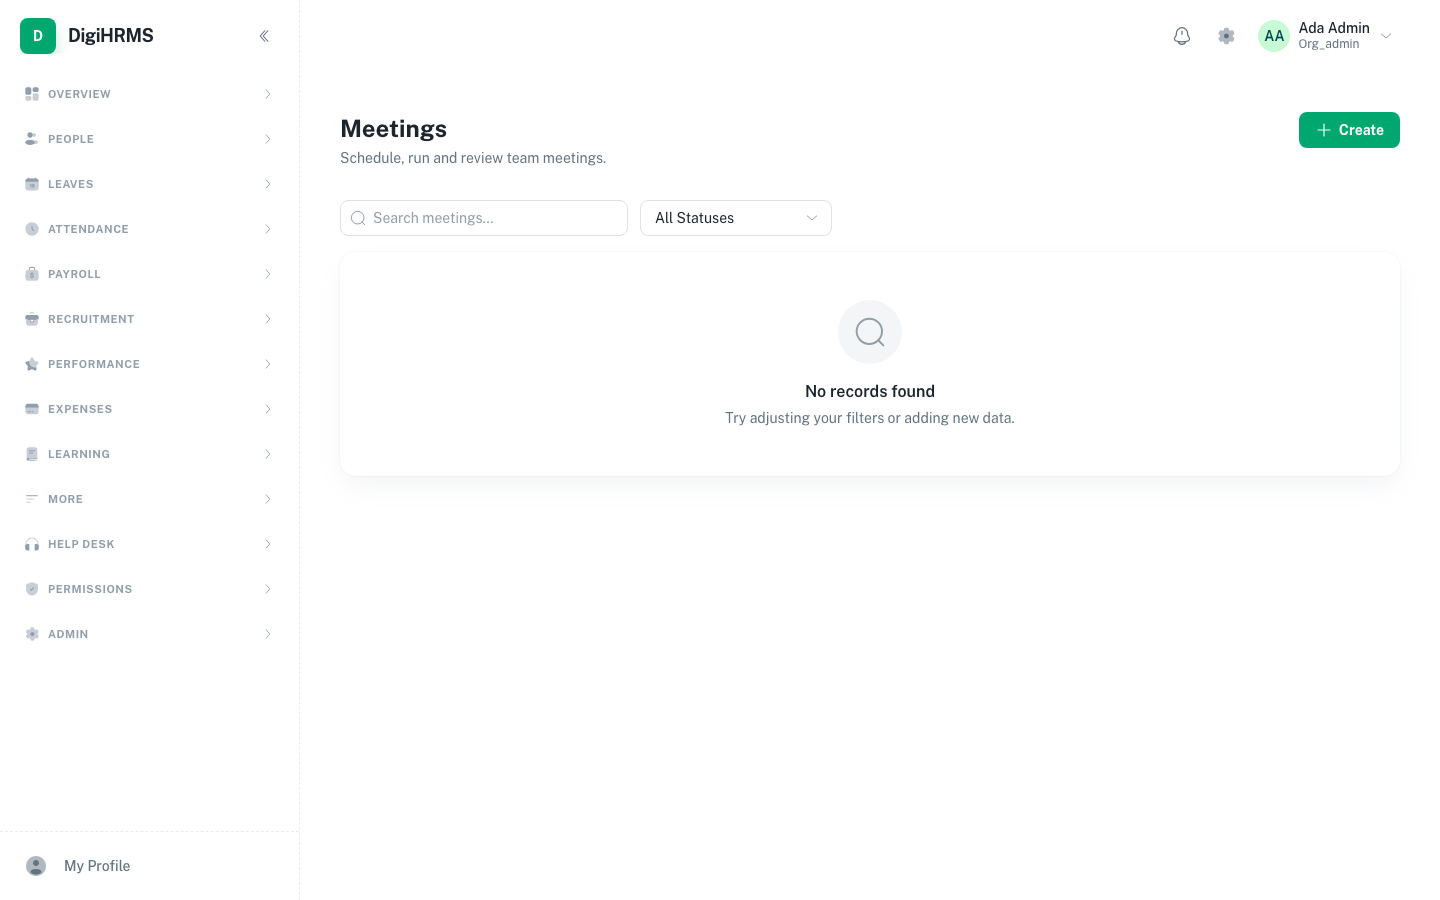 D
DigiHRMS
OVERVIEW
PEOPLE
LEAVES
ATTENDANCE
PAYROLL
RECRUITMENT
PERFORMANCE
EXPENSES
LEARNING
MORE
HELP DESK
PERMISSIONS
ADMIN
My Profile
AA
Ada Admin
Org_admin
Meetings
Schedule, run and review team meetings.
Create
Search meetings...
All Statuses
No records found
Try adjusting your filters or adding new data.